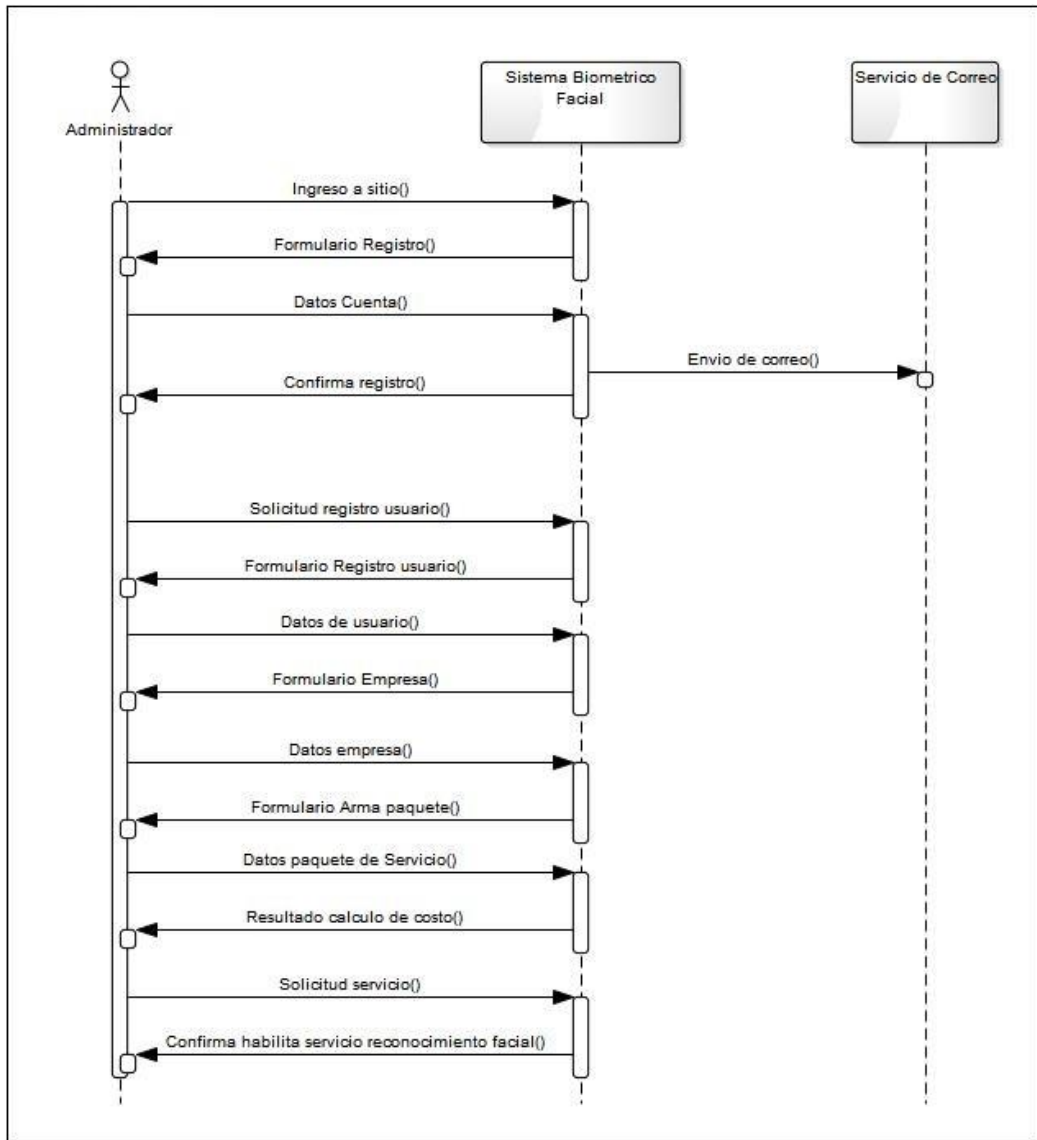 Administrador
Sistema Biometrico
Facial
Servicio de Correo
Ingreso a sitio()
Formulario Registro()
Datos Cuenta()
Envio de correo()
Confirma registro()
Solicitud registro usuario()
Formulario Registro usuario()
Datos de usuario()
Formulario Empresa()
Datos empresa()
Formulario Arma paquete()
Datos paquete de Servicio()
Resultado calculo de costo()
Solicitud servicio()
Confirma habilita servicio reconocimiento facial()